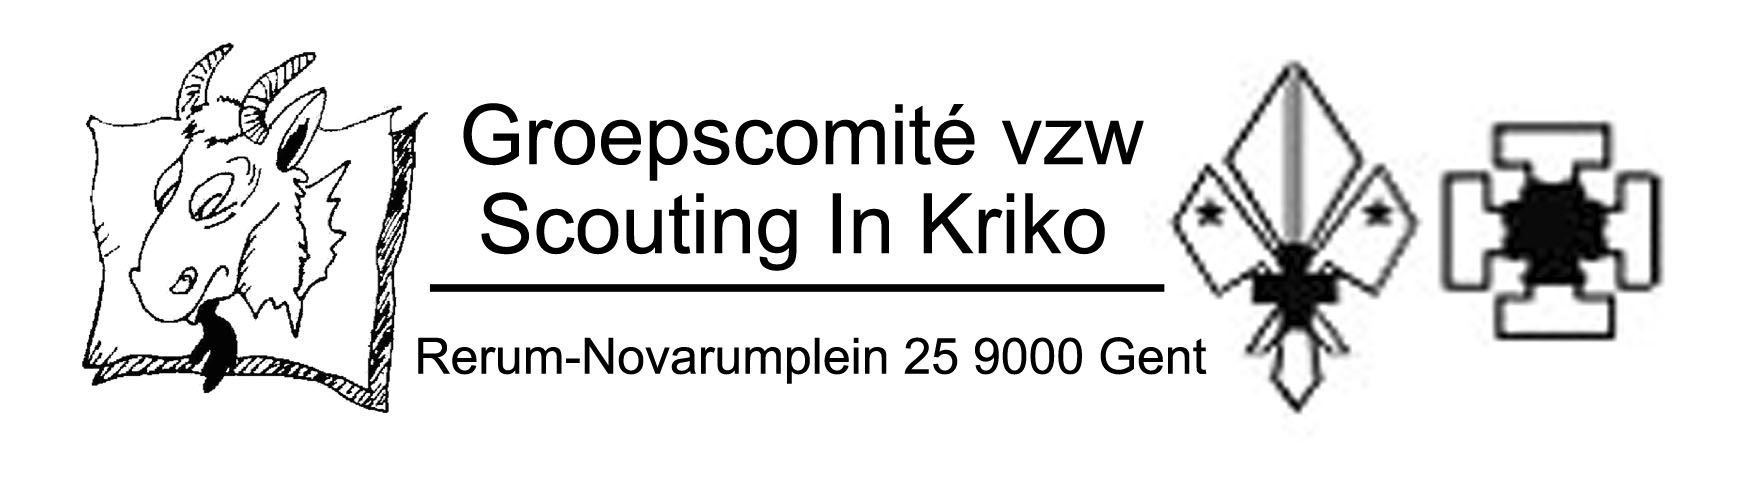 Groepscomité vzw
Scouting In Kriko
Rerum-Novarumplein 25 9000 Gent